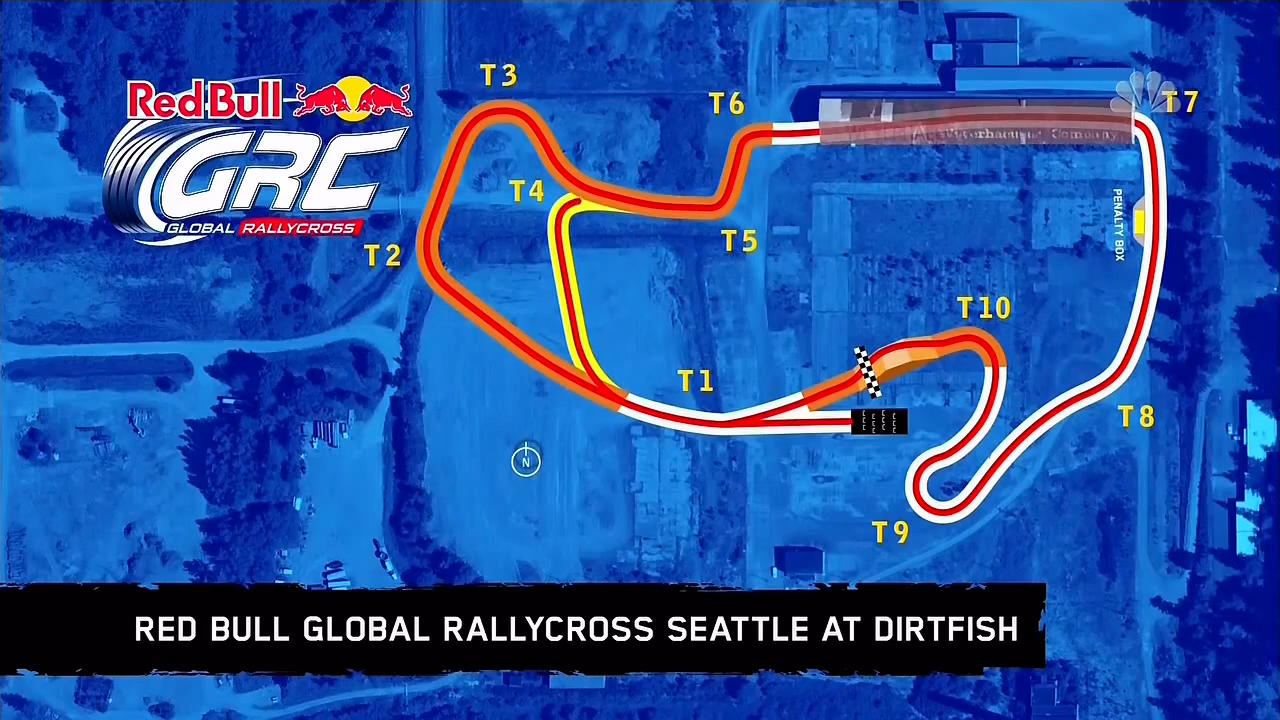 T3
T6
T7
Red Bull
GRC
GLOBAL RALLYCROSS
T4
T5
T2
PENALTY BOX
T10
T1
T8
N
T9
RED BULL GLOBAL RALLYCROSS SEATTLE AT DIRTFISH